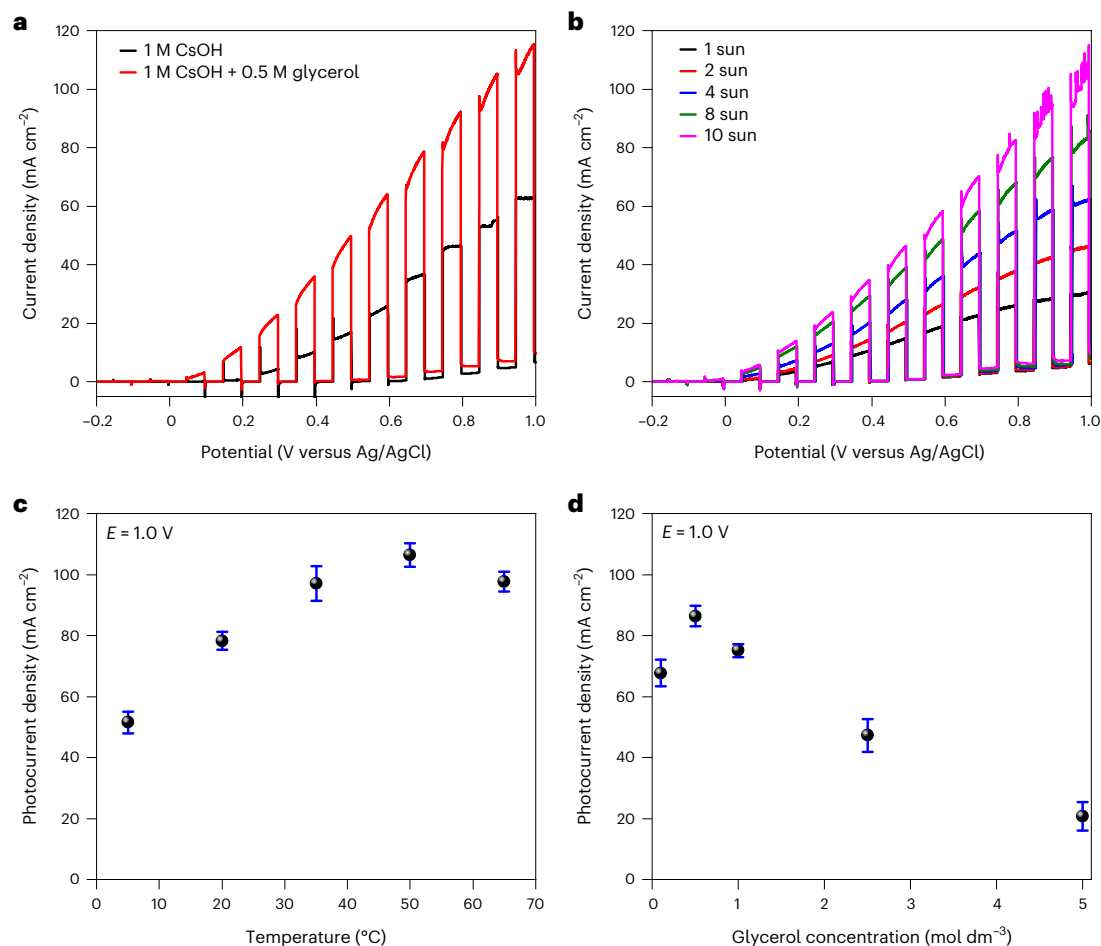 a
120
100
80
60
40
20
0
Current density (mA cm⁻²)
1 M CsOH
1 M CsOH + 0.5 M glycerol
−0.2 0 0.2 0.4 0.6 0.8 1.0
Potential (V versus Ag/AgCl)
b
120
100
80
60
40
20
0
Current density (mA cm⁻²)
1 sun
2 sun
4 sun
8 sun
10 sun
−0.2 0 0.2 0.4 0.6 0.8 1.0
Potential (V versus Ag/AgCl)
c
120
100
80
60
40
20
0
Photocurrent density (mA cm⁻²)
E = 1.0 V
0 10 20 30 40 50 60 70
Temperature (°C)
d
120
100
80
60
40
20
0
Photocurrent density (mA cm⁻²)
E = 1.0 V
0 1 2 3 4 5
Glycerol concentration (mol dm⁻³)